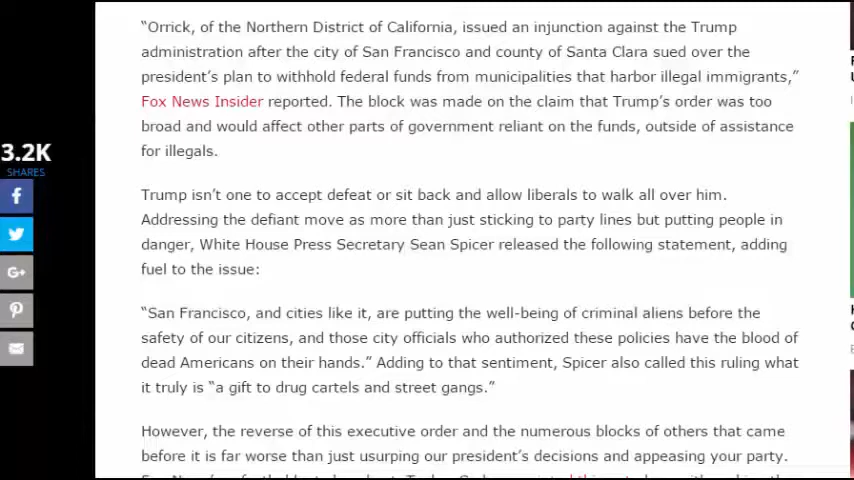 “Orrick, of the Northern District of California, issued an injunction against the Trump
administration after the city of San Francisco and county of Santa Clara sued over the
president’s plan to withhold federal funds from municipalities that harbor illegal immigrants,”
Fox News Insider reported. The block was made on the claim that Trump’s order was too
broad and would affect other parts of government reliant on the funds, outside of assistance
for illegals.
3.2K
SHARES
Trump isn’t one to accept defeat or sit back and allow liberals to walk all over him.
Addressing the defiant move as more than just sticking to party lines but putting people in
danger, White House Press Secretary Sean Spicer released the following statement, adding
fuel to the issue:
“San Francisco, and cities like it, are putting the well-being of criminal aliens before the
safety of our citizens, and those city officials who authorized these policies have the blood of
dead Americans on their hands.” Adding to that sentiment, Spicer also called this ruling what
it truly is “a gift to drug cartels and street gangs.”
However, the reverse of this executive order and the numerous blocks of others that came
before it is far worse than just usurping our president’s decisions and appeasing your party.